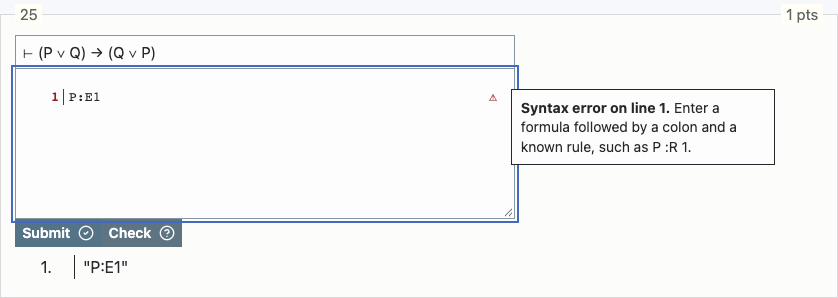 25
1 pts
⊢ (P ∨ Q) → (Q ∨ P)
1 P:E1
Syntax error on line 1. Enter a
formula followed by a colon and a
known rule, such as P :R 1.
Submit Check
1. "P:E1"